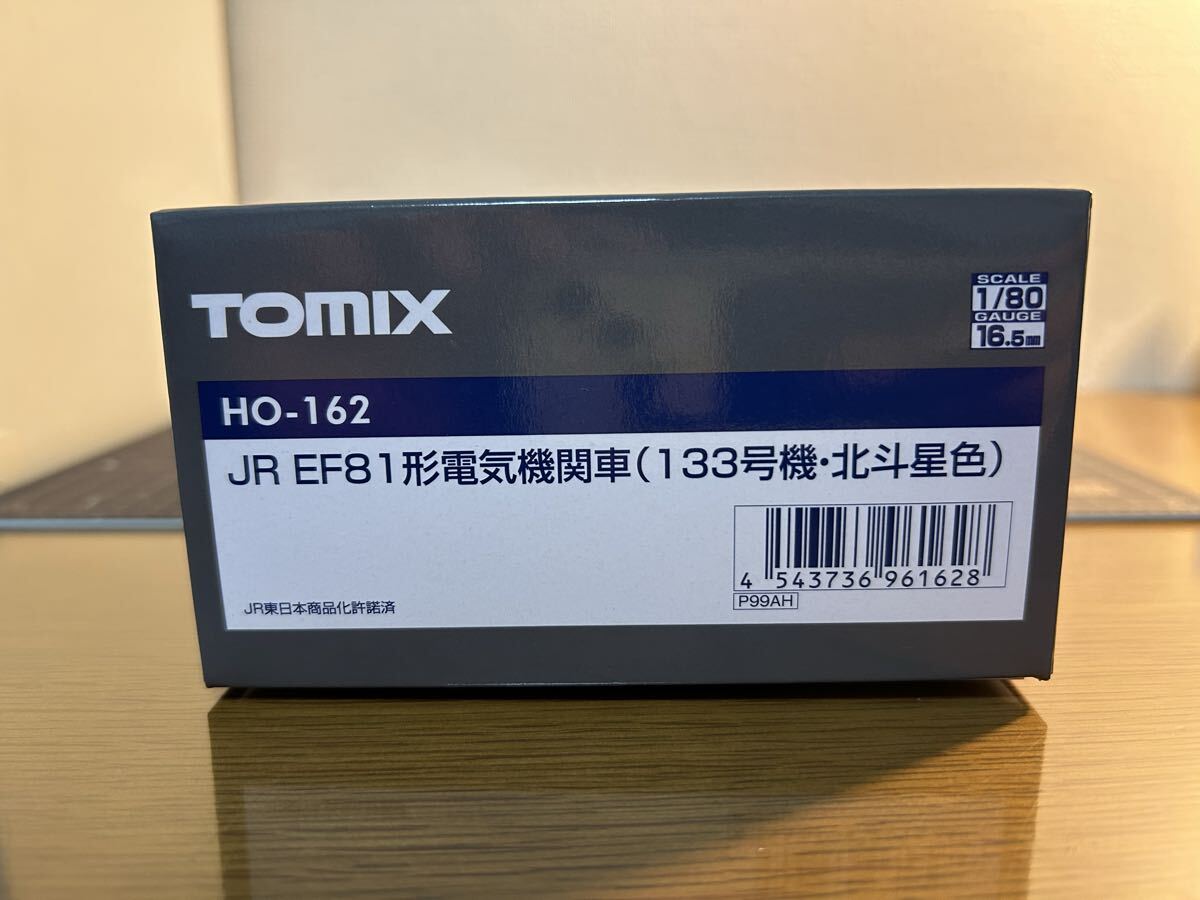 TOMIX
SCALE
1/80
GAUGE
16.5mm
HO-162
JR EF81形電気機関車(133号機・北斗星色)
4 543736 961628
P99AH
JR東日本商品化許諾済